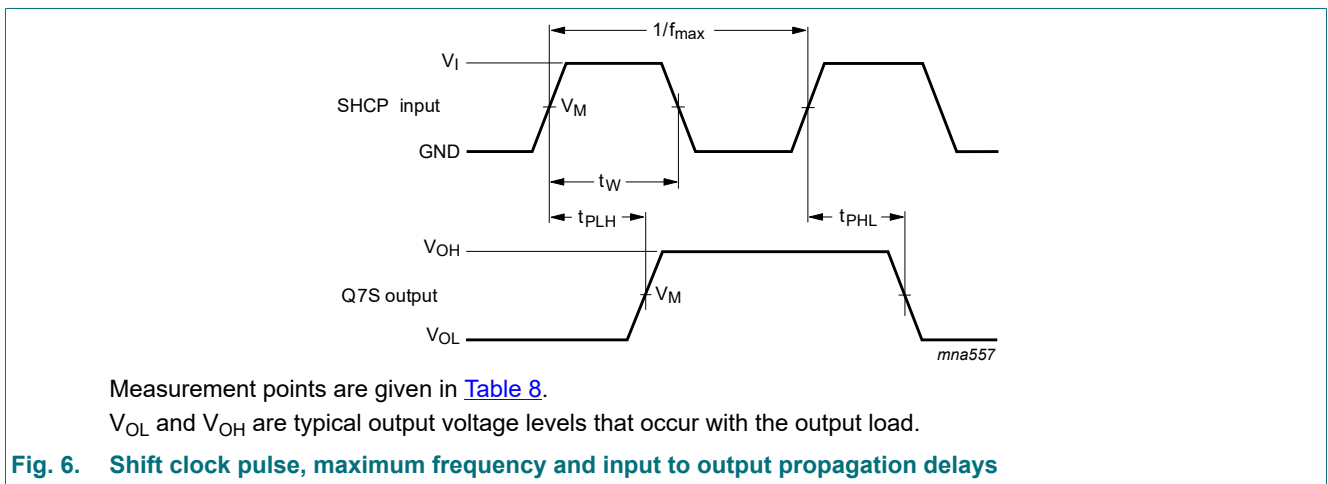 1/fmax
VI
SHCP input
VM
GND
tW
tPLH
tPHL
VOH
Q7S output
VM
VOL
mna557
Measurement points are given in Table 8.
VOL and VOH are typical output voltage levels that occur with the output load.
Fig. 6. Shift clock pulse, maximum frequency and input to output propagation delays